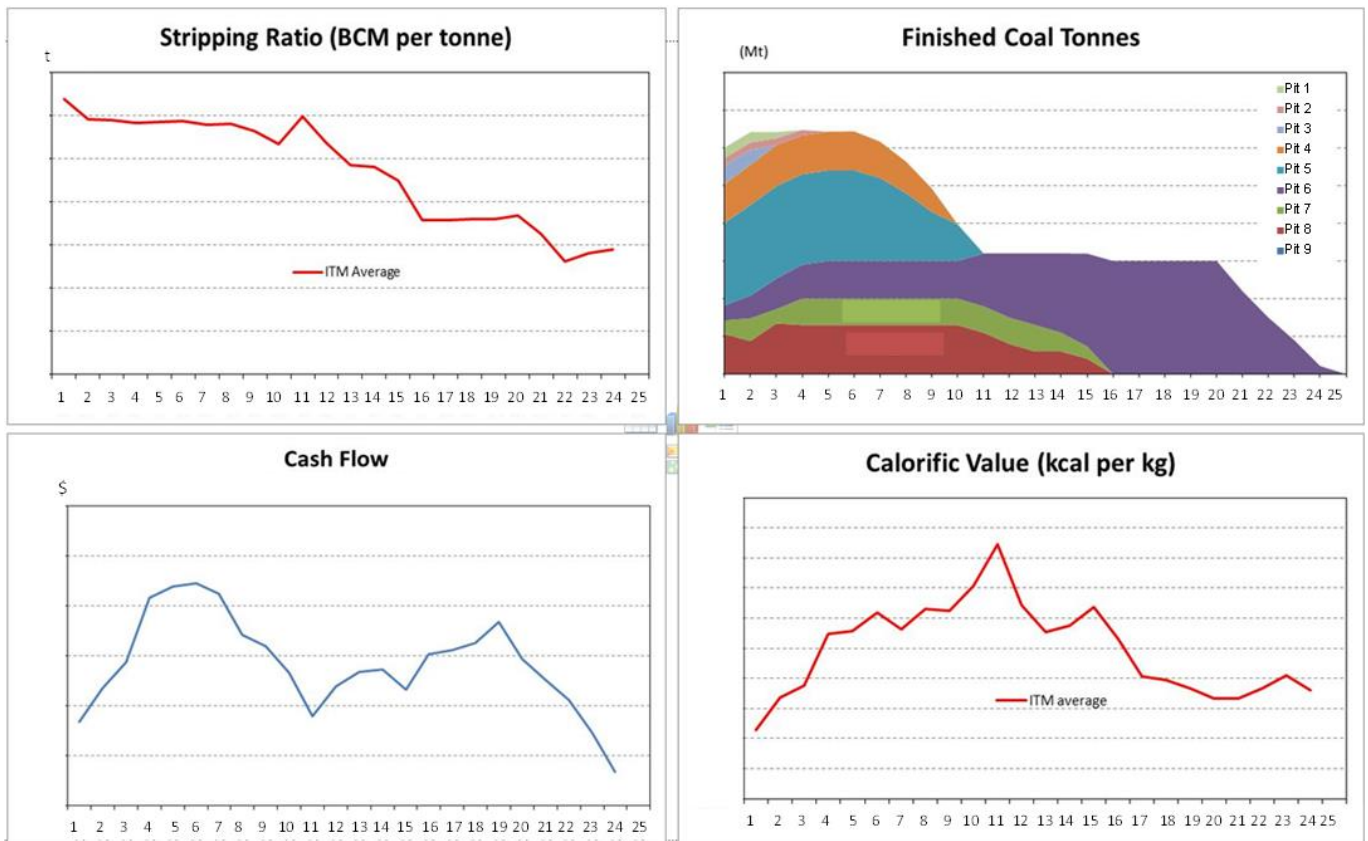 Stripping Ratio (BCM per tonne)
t
ITM Average
1 2 3 4 5 6 7 8 9 10 11 12 13 14 15 16 17 18 19 20 21 22 23 24 25
Finished Coal Tonnes
(Mt)
Pit 1
Pit 2
Pit 3
Pit 4
Pit 5
Pit 6
Pit 7
Pit 8
Pit 9
1 2 3 4 5 6 7 8 9 10 11 12 13 14 15 16 17 18 19 20 21 22 23 24 25
Cash Flow
$
1 2 3 4 5 6 7 8 9 10 11 12 13 14 15 16 17 18 19 20 21 22 23 24 25
Calorific Value (kcal per kg)
ITM average
1 2 3 4 5 6 7 8 9 10 11 12 13 14 15 16 17 18 19 20 21 22 23 24 25